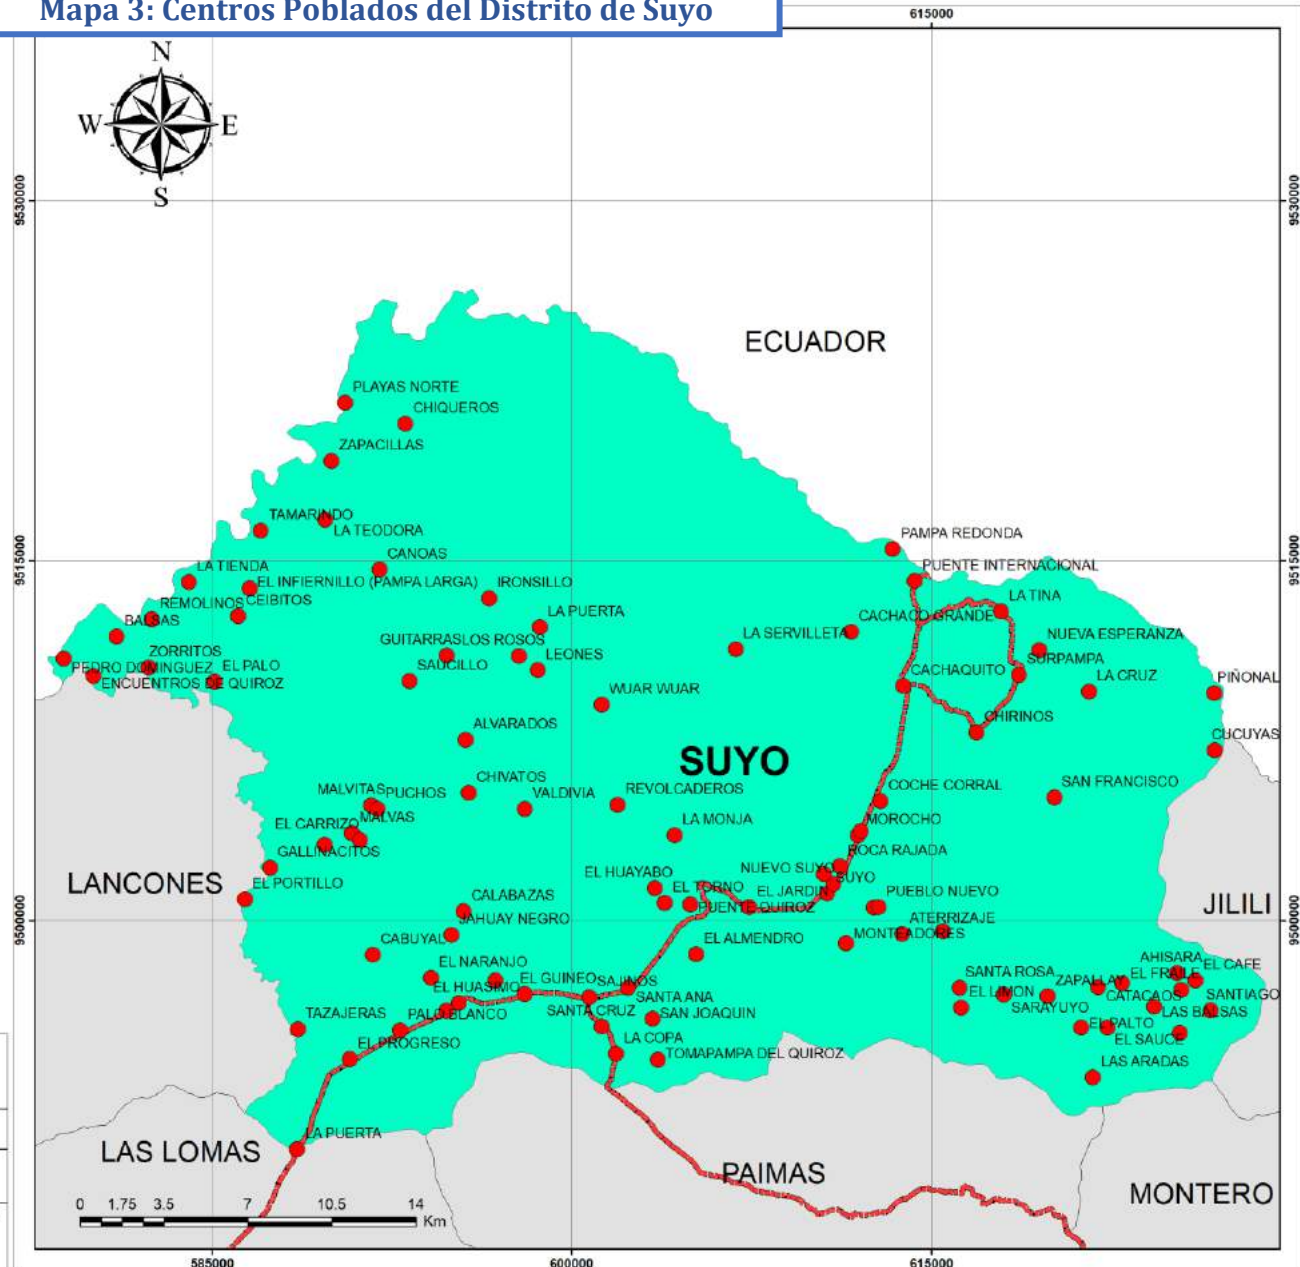 Mapa 3: Centros Poblados del Distrito de Suyo
615000
N
W E
S
9530000
9530000
ECUADOR
PLAYAS NORTE
CHIQUEROS
ZAPACILLAS
TAMARINDO
LA TEODORA
PAMPA REDONDA
CANOAS
9515000
9515000
LA TIENDA
PUENTE INTERNACIONAL
EL INFIERNILLO (PAMPA LARGA)
IRONSILLO
REMOLINOS
CEIBITOS
LA TINA
BALSAS
LA PUERTA
CACHACO GRANDE
LA SERVILLETA
NUEVA ESPERANZA
GUITARRAS
LOS ROSOS
ZORRITOS
LEONES
SURPAMPA
PEDRO DOMINGUEZ
EL PALO
SAUCILLO
CACHAQUITO
LA CRUZ
PIÑONAL
ENCUENTROS DE QUIROZ
WUAR WUAR
CHIRINOS
ALVARADOS
CUCUYAS
SUYO
CHIVATOS
SAN FRANCISCO
MALVITAS
PUCHOS
VALDIVIA
REVOLCADEROS
COCHE CORRAL
MALVAS
EL CARRIZO
LA MONJA
MOROCHO
GALLINACITOS
ROCA RAJADA
LANCONES
EL PORTILLO
EL HUAYABO
NUEVO SUYO
SUYO
EL TORNO
EL JARDIN
PUEBLO NUEVO
CALABAZAS
JILILI
PUENTE QUIROZ
JAHUAY NEGRO
ATERRIZAJE
9500000
9500000
CABUYAL
EL ALMENDRO
MONTEADORES
EL NARANJO
AHISARA
EL CAFE
EL GUINEO
SAJINOS
SANTA ROSA
ZAPALLAY
EL FRAILE
EL HUASIMO
SANTA ANA
EL LIMON
CATACAOS
SANTIAGO
TAZAJERAS
PALO BLANCO
SANTA CRUZ
SAN JOAQUIN
SARAYUYO
LAS BALSAS
EL PALTO
EL PROGRESO
LA COPA
EL SAUCE
TOMAPAMPA DEL QUIROZ
LAS ARADAS
LA PUERTA
LAS LOMAS
PAIMAS
MONTERO
0 1.75 3.5 7 10.5 14
Km
585000
600000
615000